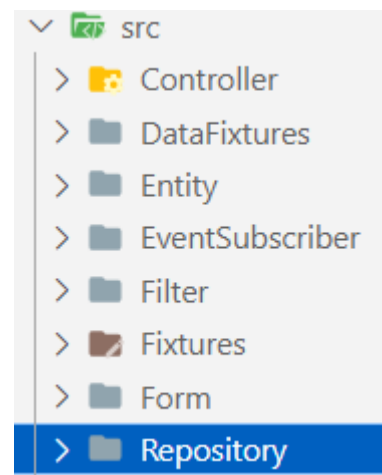 src
Controller
DataFixtures
Entity
EventSubscriber
Filter
Fixtures
Form
Repository